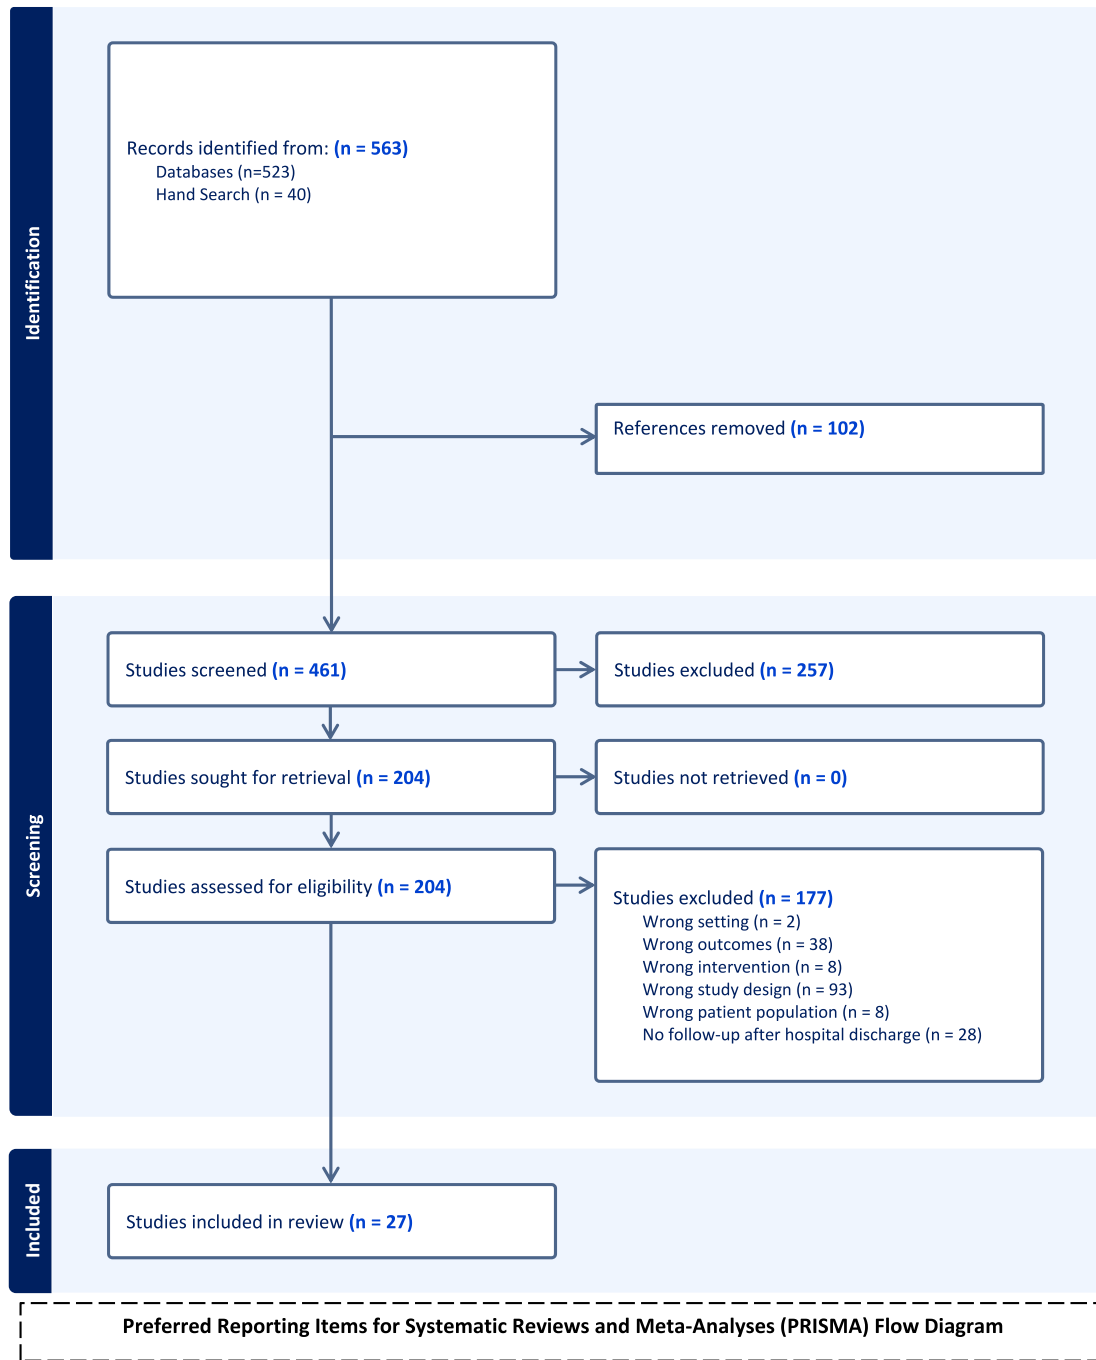 Identification
Records identified from: (n = 563)
Databases (n=523)
Hand Search (n = 40)
References removed (n = 102)
Screening
Studies screened (n = 461)
Studies excluded (n = 257)
Studies sought for retrieval (n = 204)
Studies not retrieved (n = 0)
Studies assessed for eligibility (n = 204)
Studies excluded (n = 177)
Wrong setting (n = 2)
Wrong outcomes (n = 38)
Wrong intervention (n = 8)
Wrong study design (n = 93)
Wrong patient population (n = 8)
No follow-up after hospital discharge (n = 28)
Included
Studies included in review (n = 27)
Preferred Reporting Items for Systematic Reviews and Meta-Analyses (PRISMA) Flow Diagram